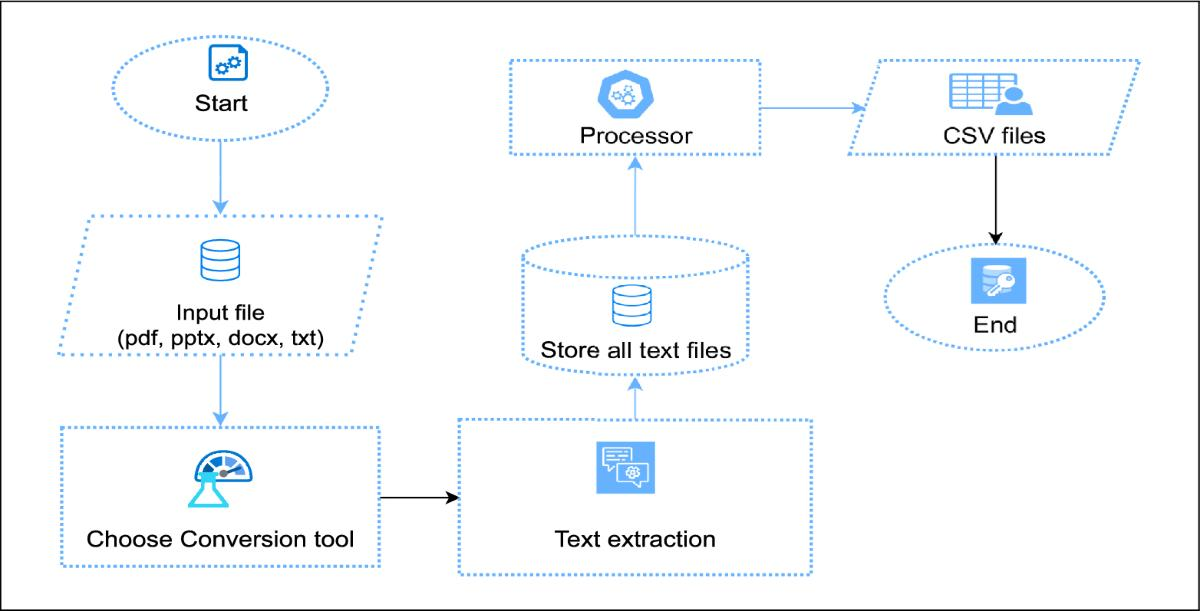 Start
Input file
(pdf, pptx, docx, txt)
Choose Conversion tool
Text extraction
Store all text files
Processor
CSV files
End